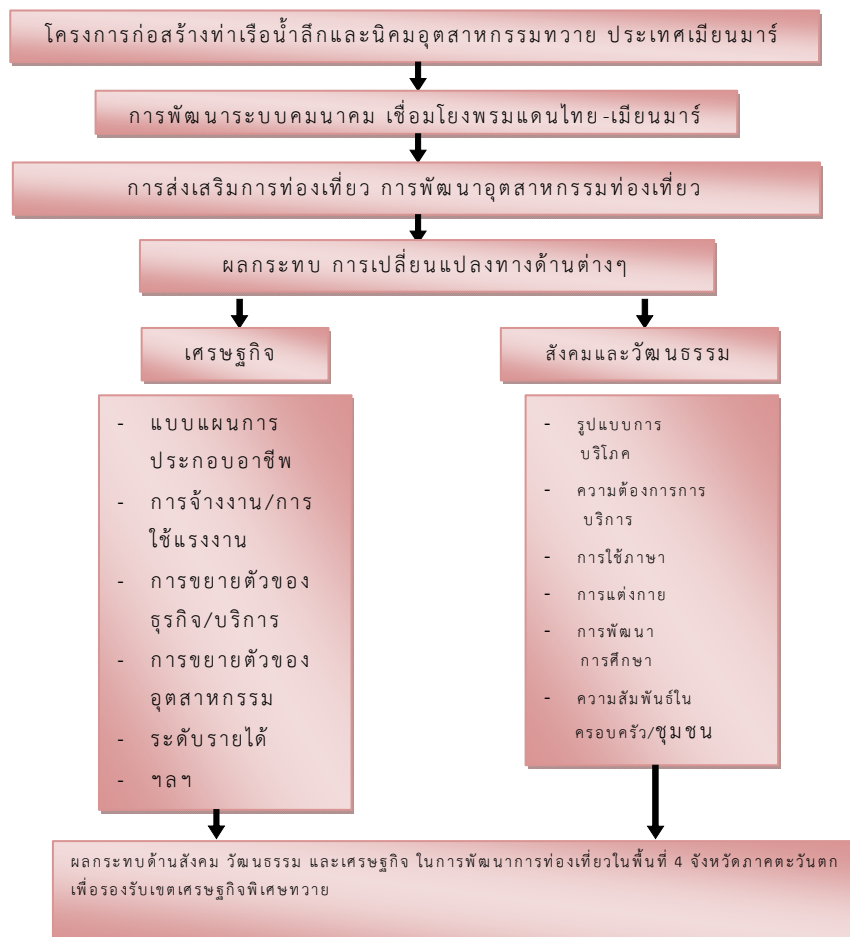 โครงการก่อสร้างท่าเรือน้ำลึกและนิคมอุตสาหกรรมทวาย ประเทศเมียนมาร์
การพัฒนาระบบคมนาคม เชื่อมโยงพรมแดนไทย-เมียนมาร์
การส่งเสริมการท่องเที่ยว การพัฒนาอุตสาหกรรมท่องเที่ยว
ผลกระทบ การเปลี่ยนแปลงทางด้านต่างๆ
เศรษฐกิจ
- แบบแผนการ
ประกอบอาชีพ
- การจ้างงาน/การ
ใช้แรงงาน
- การขยายตัวของ
ธุรกิจ/บริการ
- การขยายตัวของ
อุตสาหกรรม
- ระดับรายได้
- ฯลฯ
สังคมและวัฒนธรรม
- รูปแบบการ
บริโภค
- ความต้องการการ
บริการ
- การใช้ภาษา
- การแต่งกาย
- การพัฒนา
การศึกษา
- ความสัมพันธ์ใน
ครอบครัว/ชุมชน
ผลกระทบด้านสังคม วัฒนธรรม และเศรษฐกิจ ในการพัฒนาการท่องเที่ยวในพื้นที่ 4 จังหวัดภาคตะวันตก
เพื่อรองรับเขตเศรษฐกิจพิเศษทวาย